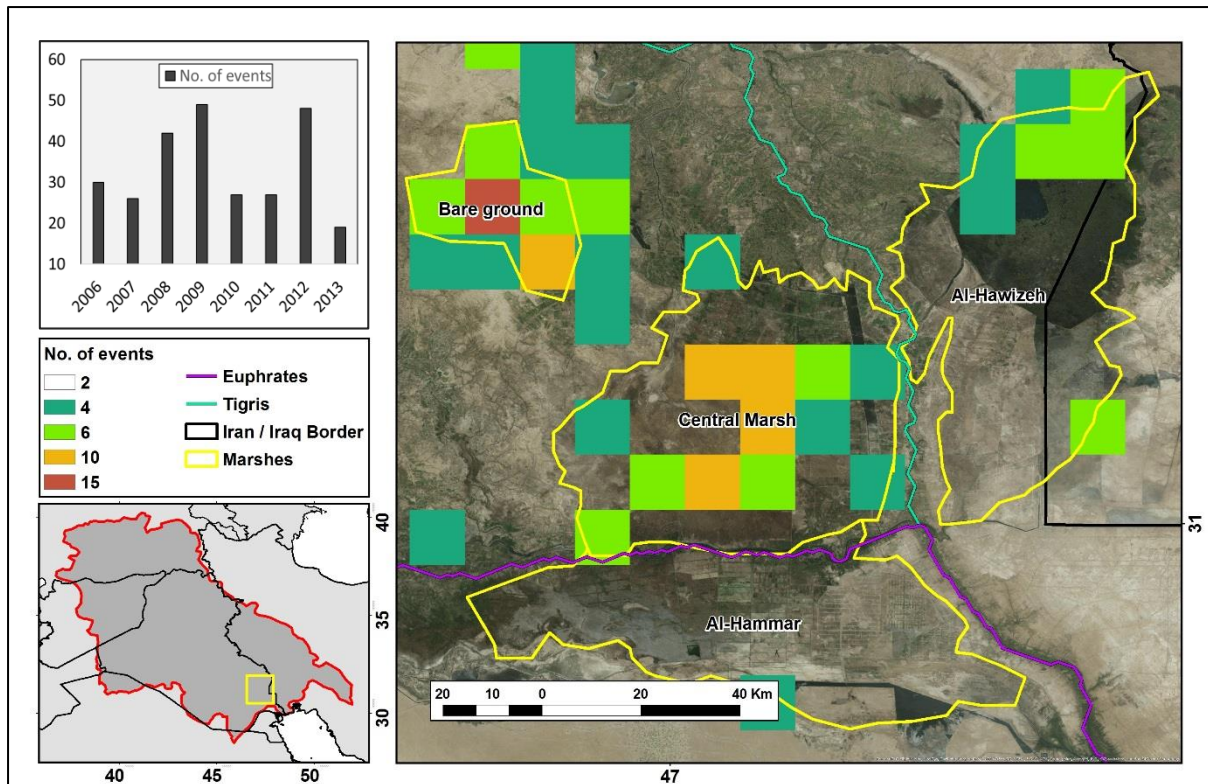 60
50
40
30
20
10
No. of events
2006 2007 2008 2009 2010 2011 2012 2013
No. of events
2
4
6
10
15
Euphrates
Tigris
Iran / Iraq Border
Marshes
40
35
30
40 45 50
Bare ground
Al-Hawizeh
Central Marsh
Al-Hammar
20 10 0 20 40 Km
31
47